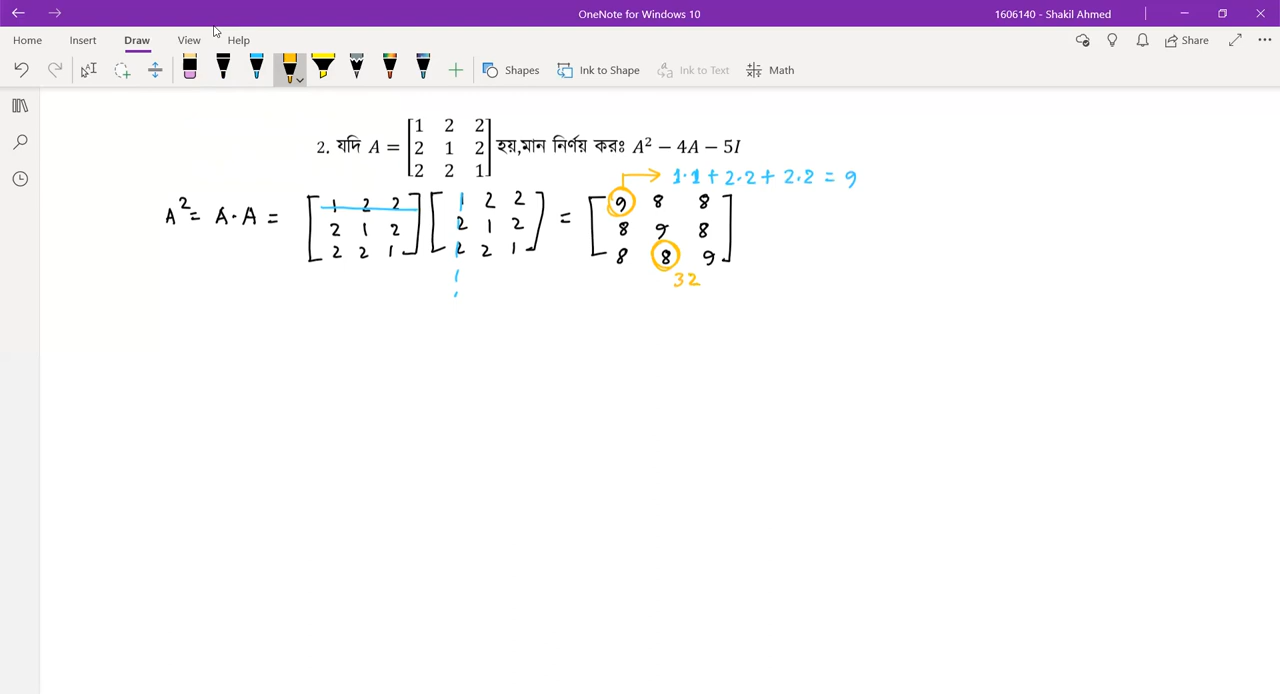 OneNote for Windows 10
1606140 - Shakil Ahmed
Home Insert Draw View Help
Share
Shapes Ink to Shape Ink to Text Math
2. যদি A = [1 2 2; 2 1 2; 2 2 1] হয়,মান নির্ণয় করঃ A² − 4A − 5I
1·1 + 2·2 + 2·2 = 9
A² = A·A = [1 2 2; 2 1 2; 2 2 1] [1 2 2; 2 1 2; 2 2 1] = [9 8 8; 8 9 8; 8 8 9]
32